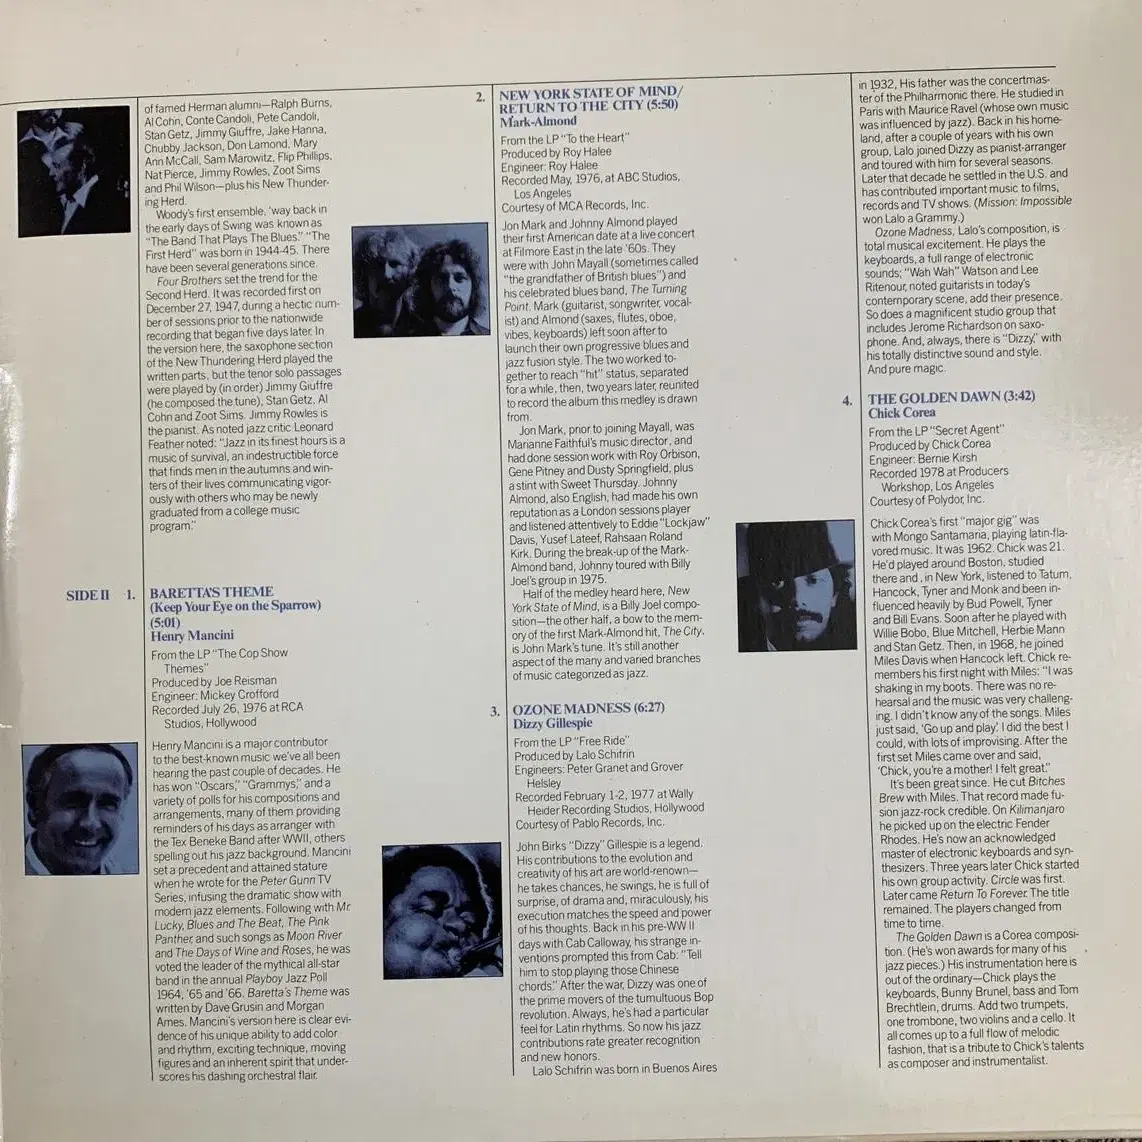 of famed Herman alumni—Ralph Burns,
Al Cohn, Conte Candoli, Pete Candoli,
Stan Getz, Jimmy Giuffre, Jake Hanna,
Chubby Jackson, Don Lamond, Mary
Ann McCall, Sam Marowitz, Flip Phillips,
Nat Pierce, Jimmy Rowles, Zoot Sims
and Phil Wilson—plus his New Thunder-
ing Herd.
Woody's first ensemble, 'way back in
the early days of Swing was known as
"The Band That Plays The Blues." "The
First Herd" was born in 1944-45. There
have been several generations since.
Four Brothers set the trend for the
Second Herd. It was recorded first on
December 27, 1947, during a hectic num-
ber of sessions prior to the nationwide
recording that began five days later. In
the version here, the saxophone section
of the New Thundering Herd played the
written parts, but the tenor solo passages
were played by (in order) Jimmy Giuffre
(he composed the tune), Stan Getz, Al
Cohn and Zoot Sims. Jimmy Rowles is
the pianist. As noted jazz critic Leonard
Feather noted: "Jazz in its finest hours is a
music of survival, an indestructible force
that finds men in the autumns and win-
ters of their lives communicating vigor-
ously with others who may be newly
graduated from a college music
program."
SIDE II 1. BARETTA'S THEME
(Keep Your Eye on the Sparrow)
(5:01)
Henry Mancini
From the LP "The Cop Show
Themes"
Produced by Joe Reisman
Engineer: Mickey Crofford
Recorded July 26, 1976 at RCA
Studios, Hollywood
Henry Mancini is a major contributor
to the best-known music we've all been
hearing the past couple of decades. He
has won "Oscars," "Grammys," and a
variety of polls for his compositions and
arrangements, many of them providing
reminders of his days as arranger with
the Tex Beneke Band after WWII, others
spelling out his jazz background. Mancini
set a precedent and attained stature
when he wrote for the Peter Gunn TV
Series, infusing the dramatic show with
modern jazz elements. Following with Mr.
Lucky, Blues and The Beat, The Pink
Panther, and such songs as Moon River
and The Days of Wine and Roses, he was
voted the leader of the mythical all-star
band in the annual Playboy Jazz Poll
1964, '65 and '66. Baretta's Theme was
written by Dave Grusin and Morgan
Ames. Mancini's version here is clear evi-
dence of his unique ability to add color
and rhythm, exciting technique, moving
figures and an inherent spirit that under-
scores his dashing orchestral flair.
2. NEW YORK STATE OF MIND/
RETURN TO THE CITY (5:50)
Mark-Almond
From the LP "To the Heart"
Produced by Roy Halee
Engineer: Roy Halee
Recorded May, 1976, at ABC Studios,
Los Angeles
Courtesy of MCA Records, Inc.
Jon Mark and Johnny Almond played
their first American date at a live concert
at Filmore East in the late '60s. They
were with John Mayall (sometimes called
"the grandfather of British blues") and
his celebrated blues band, The Turning
Point. Mark (guitarist, songwriter, vocal-
ist) and Almond (saxes, flutes, oboe,
vibes, keyboards) left soon after to
launch their own progressive blues and
jazz fusion style. The two worked to-
gether to reach "hit" status, separated
for a while, then, two years later, reunited
to record the album this medley is drawn
from.
Jon Mark, prior to joining Mayall, was
Marianne Faithful's music director, and
had done session work with Roy Orbison,
Gene Pitney and Dusty Springfield, plus
a stint with Sweet Thursday. Johnny
Almond, also English, had made his own
reputation as a London sessions player
and listened attentively to Eddie "Lockjaw"
Davis, Yusef Lateef, Rahsaan Roland
Kirk. During the break-up of the Mark-
Almond band, Johnny toured with Billy
Joel's group in 1975.
Half of the medley heard here, New
York State of Mind, is a Billy Joel compo-
sition—the other half, a bow to the mem-
ory of the first Mark-Almond hit, The City,
is John Mark's tune. It's still another
aspect of the many and varied branches
of music categorized as jazz.
3. OZONE MADNESS (6:27)
Dizzy Gillespie
From the LP "Free Ride"
Produced by Lalo Schifrin
Engineers: Peter Granet and Grover
Helsley
Recorded February 1-2, 1977 at Wally
Heider Recording Studios, Hollywood
Courtesy of Pablo Records, Inc.
John Birks "Dizzy" Gillespie is a legend.
His contributions to the evolution and
creativity of his art are world-renown—
he takes chances, he swings, he is full of
surprise, of drama and, miraculously, his
execution matches the speed and power
of his thoughts. Back in his pre-WW II
days with Cab Calloway, his strange in-
ventions prompted this from Cab: "Tell
him to stop playing those Chinese
chords." After the war, Dizzy was one of
the prime movers of the tumultuous Bop
revolution. Always, he's had a particular
feel for Latin rhythms. So now his jazz
contributions rate greater recognition
and new honors.
Lalo Schifrin was born in Buenos Aires
in 1932, His father was the concertmas-
ter of the Philharmonic there. He studied in
Paris with Maurice Ravel (whose own music
was influenced by jazz). Back in his home-
land, after a couple of years with his own
group, Lalo joined Dizzy as pianist-arranger
and toured with him for several seasons.
Later that decade he settled in the U.S. and
has contributed important music to films,
records and TV shows. (Mission: Impossible
won Lalo a Grammy.)
Ozone Madness, Lalo's composition, is
total musical excitement. He plays the
keyboards, a full range of electronic
sounds; "Wah Wah" Watson and Lee
Ritenour, noted guitarists in today's
contemporary scene, add their presence.
So does a magnificent studio group that
includes Jerome Richardson on saxo-
phone. And, always, there is "Dizzy," with
his totally distinctive sound and style.
And pure magic.
4. THE GOLDEN DAWN (3:42)
Chick Corea
From the LP "Secret Agent"
Produced by Chick Corea
Engineer: Bernie Kirsh
Recorded 1978 at Producers
Workshop, Los Angeles
Courtesy of Polydor, Inc.
Chick Corea's first "major gig" was
with Mongo Santamaria, playing latin-fla-
vored music. It was 1962. Chick was 21.
He'd played around Boston, studied
there and, in New York, listened to Tatum,
Hancock, Tyner and Monk and been in-
fluenced heavily by Bud Powell, Tyner
and Bill Evans. Soon after he played with
Willie Bobo, Blue Mitchell, Herbie Mann
and Stan Getz. Then, in 1968, he joined
Miles Davis when Hancock left. Chick re-
members his first night with Miles: "I was
shaking in my boots. There was no re-
hearsal and the music was very challeng-
ing. I didn't know any of the songs. Miles
just said, 'Go up and play.' I did the best I
could, with lots of improvising. After the
first set Miles came over and said,
'Chick, you're a mother! I felt great."
It's been great since. He cut Bitches
Brew with Miles. That record made fu-
sion jazz-rock credible. On Kilimanjaro
he picked up on the electric Fender
Rhodes. He's now an acknowledged
master of electronic keyboards and syn-
thesizers. Three years later Chick started
his own group activity. Circle was first.
Later came Return To Forever. The title
remained. The players changed from
time to time.
The Golden Dawn is a Corea composi-
tion. (He's won awards for many of his
jazz pieces.) His instrumentation here is
out of the ordinary—Chick plays the
keyboards, Bunny Brunel, bass and Tom
Brechtlein, drums. Add two trumpets,
one trombone, two violins and a cello. It
all comes up to a full flow of melodic
fashion, that is a tribute to Chick's talents
as composer and instrumentalist.